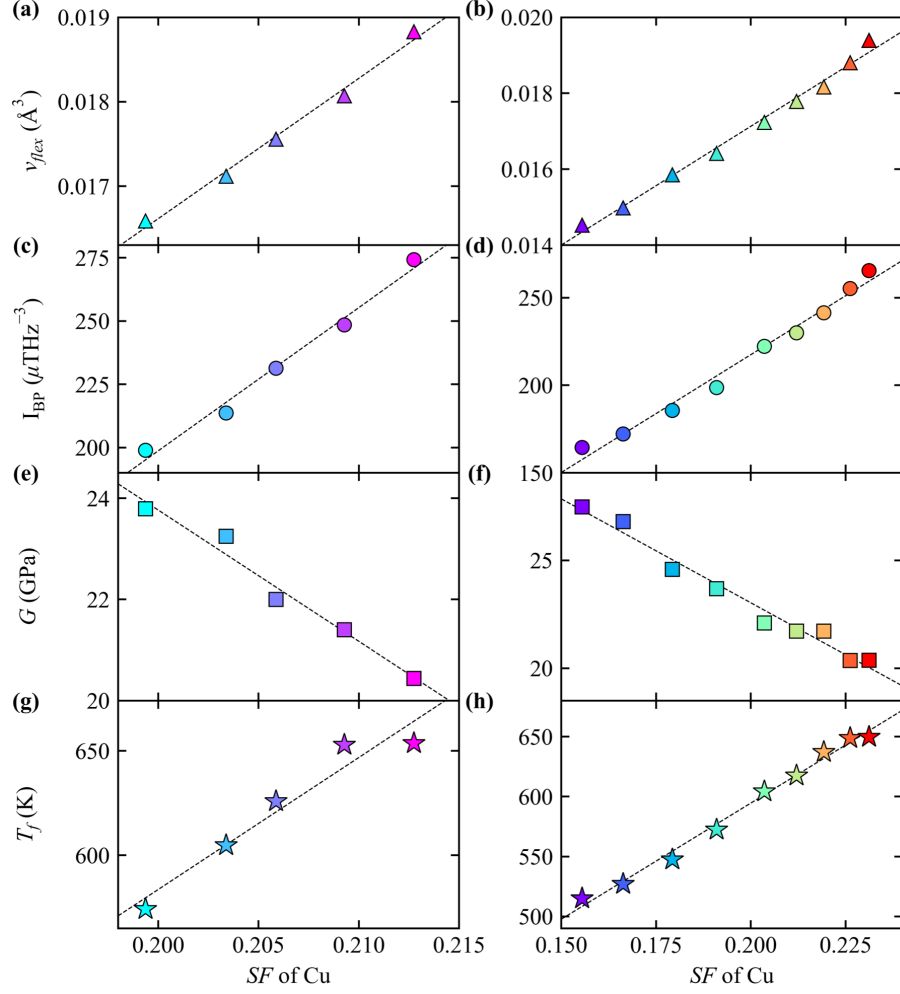 (a)
0.019
0.018
0.017
v_flex (Å³)
(b)
0.020
0.018
0.016
0.014
(c)
275
250
225
200
I_BP (μTHz⁻³)
(d)
250
200
150
(e)
24
22
20
G (GPa)
(f)
25
20
(g)
650
600
T_f (K)
(h)
650
600
550
500
0.200 0.205 0.210 0.215
SF of Cu
0.150 0.175 0.200 0.225
SF of Cu